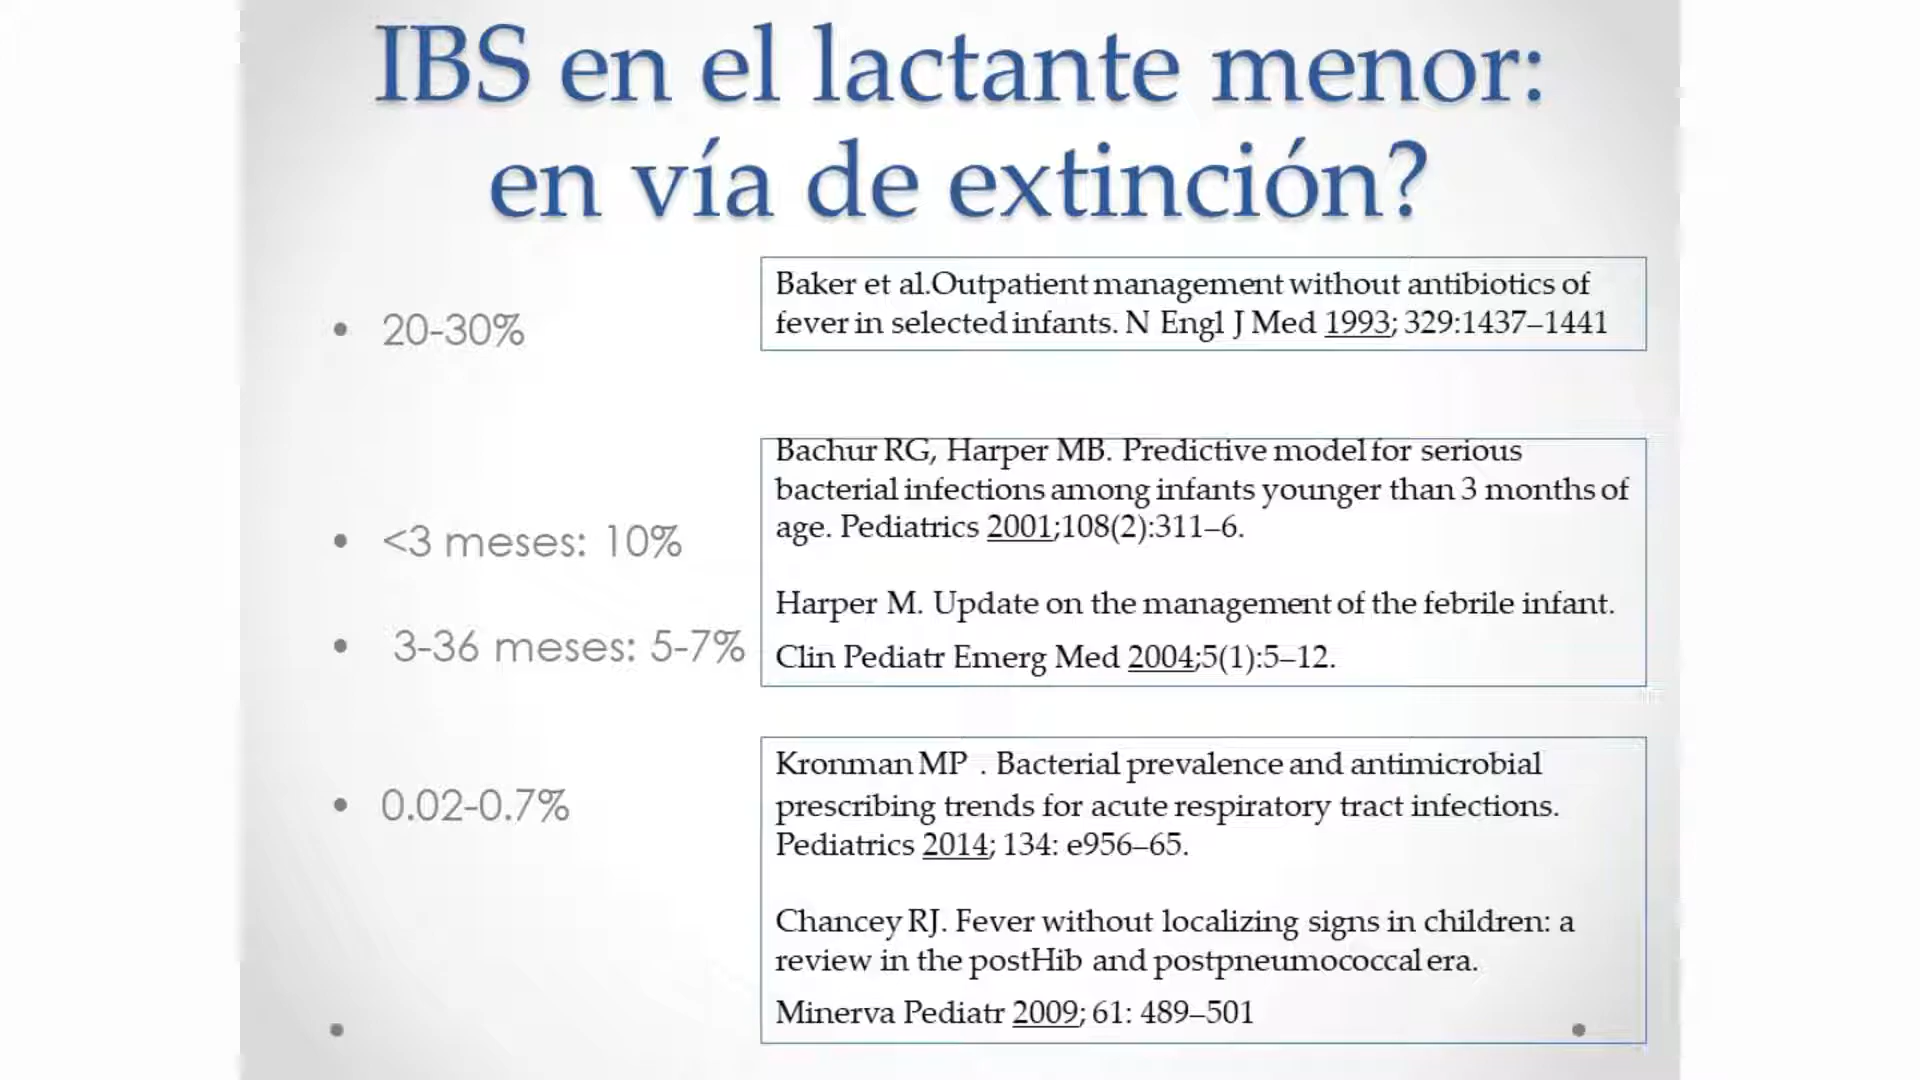 IBS en el lactante menor:
en vía de extinción?
• 20-30%
Baker et al.Outpatient management without antibiotics of
fever in selected infants. N Engl J Med 1993; 329:1437–1441
• <3 meses: 10%
• 3-36 meses: 5-7%
Bachur RG, Harper MB. Predictive model for serious
bacterial infections among infants younger than 3 months of
age. Pediatrics 2001;108(2):311–6.
Harper M. Update on the management of the febrile infant.
Clin Pediatr Emerg Med 2004;5(1):5–12.
• 0.02-0.7%
Kronman MP . Bacterial prevalence and antimicrobial
prescribing trends for acute respiratory tract infections.
Pediatrics 2014; 134: e956–65.
Chancey RJ. Fever without localizing signs in children: a
review in the postHib and postpneumococcal era.
Minerva Pediatr 2009; 61: 489–501